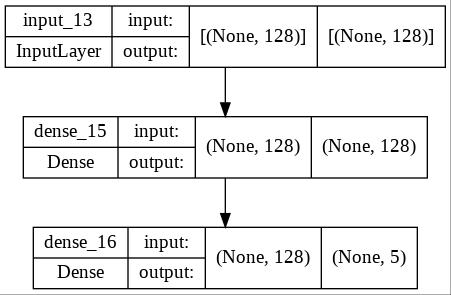 input_13 input: [(None, 128)] [(None, 128)]
InputLayer output:
dense_15 input: (None, 128) (None, 128)
Dense output:
dense_16 input: (None, 128) (None, 5)
Dense output: